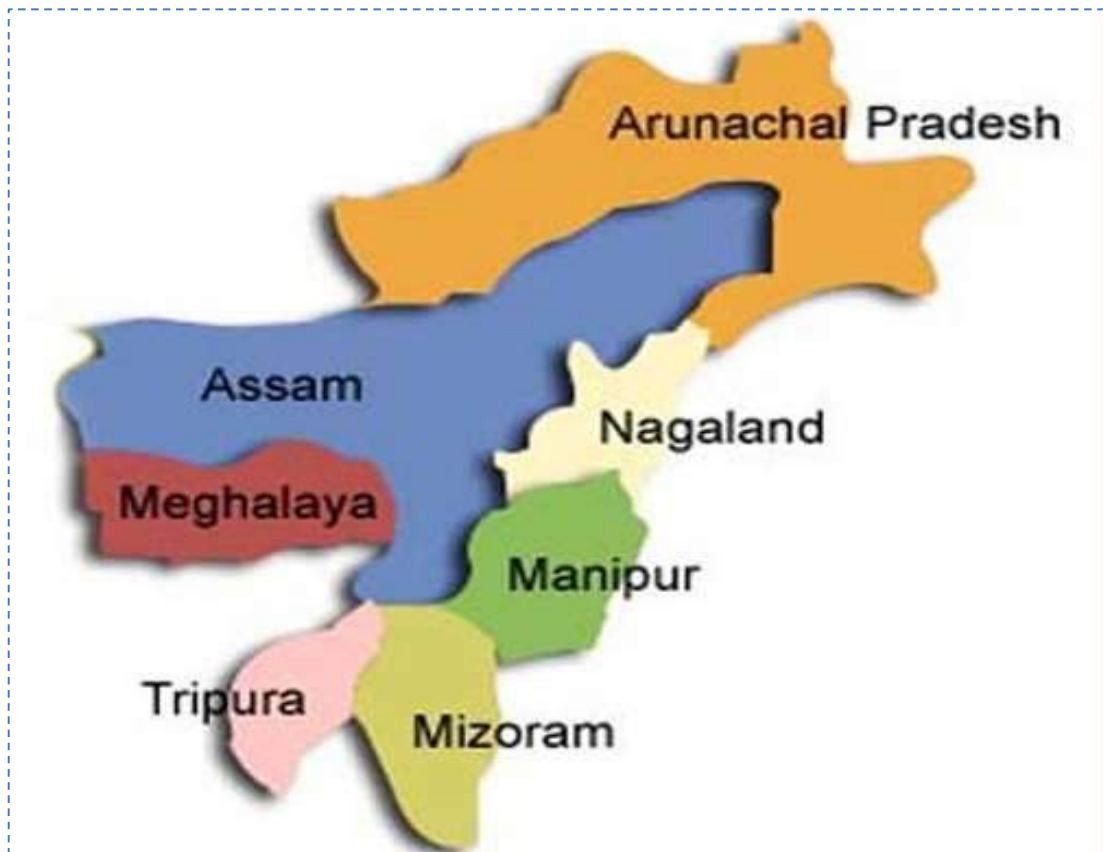 Arunachal Pradesh
Assam
Nagaland
Meghalaya
Manipur
Tripura
Mizoram